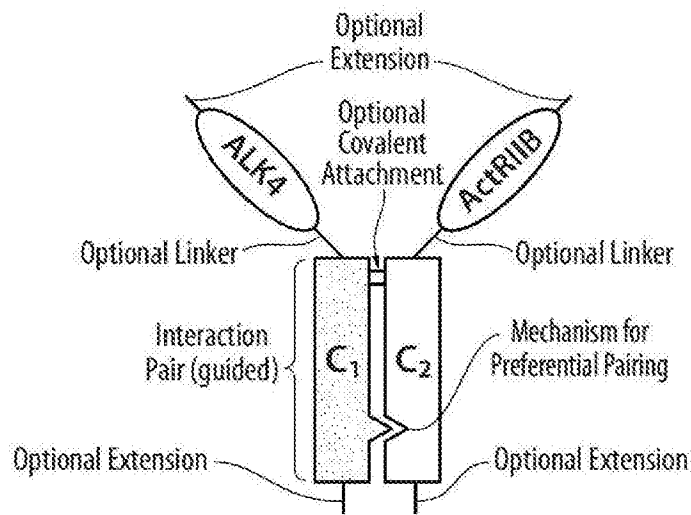 Optional
Extension
Optional
Covalent
Attachment
ALK4
ActRIIB
Optional Linker
Optional Linker
Interaction
Pair (guided)
C1
C2
Mechanism for
Preferential Pairing
Optional Extension
Optional Extension